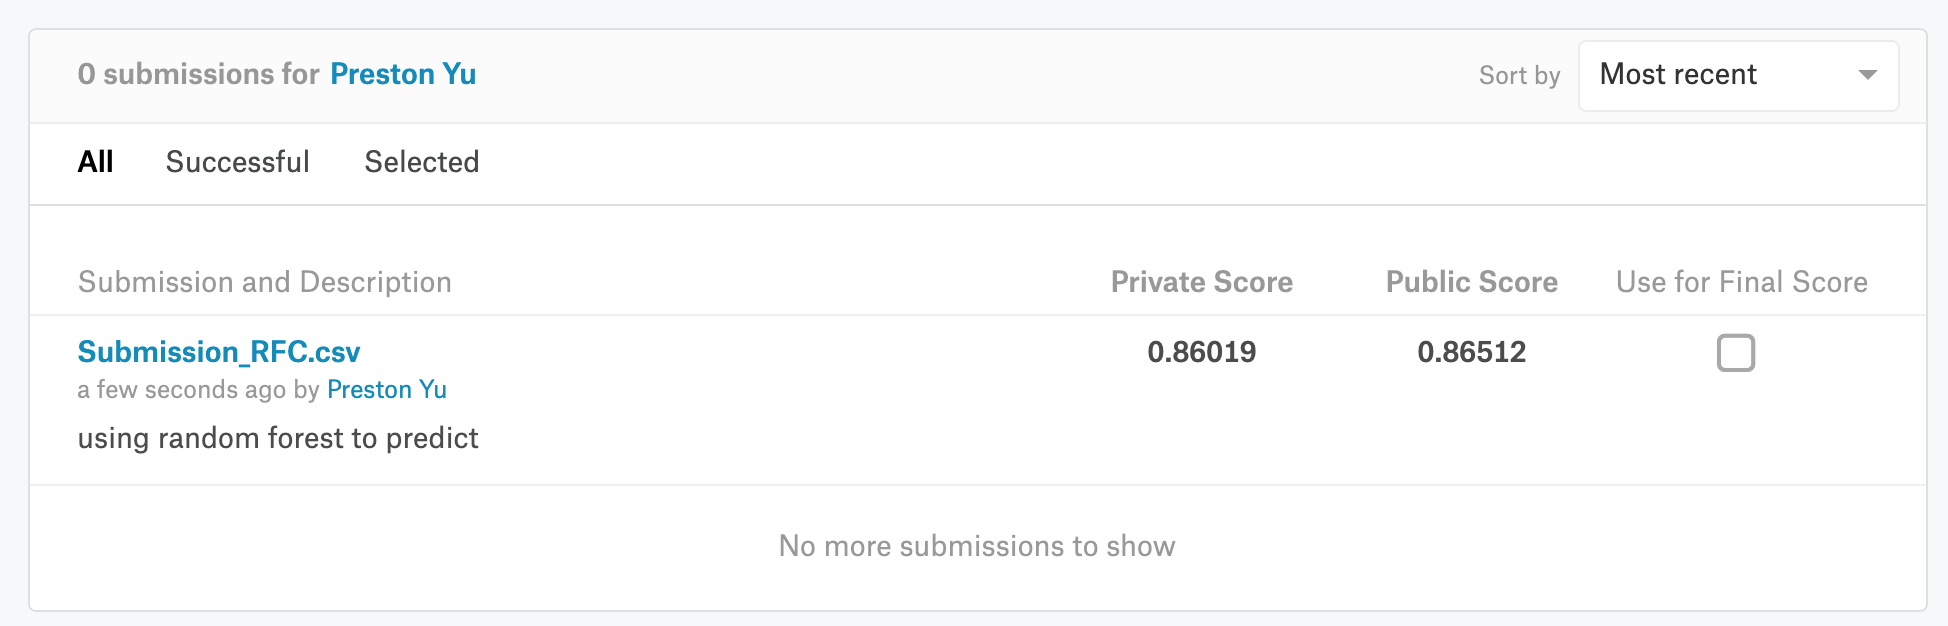 0 submissions for Preston Yu
Sort by Most recent
All Successful Selected
Submission and Description Private Score Public Score Use for Final Score
Submission_RFC.csv 0.86019 0.86512
a few seconds ago by Preston Yu
using random forest to predict
No more submissions to show